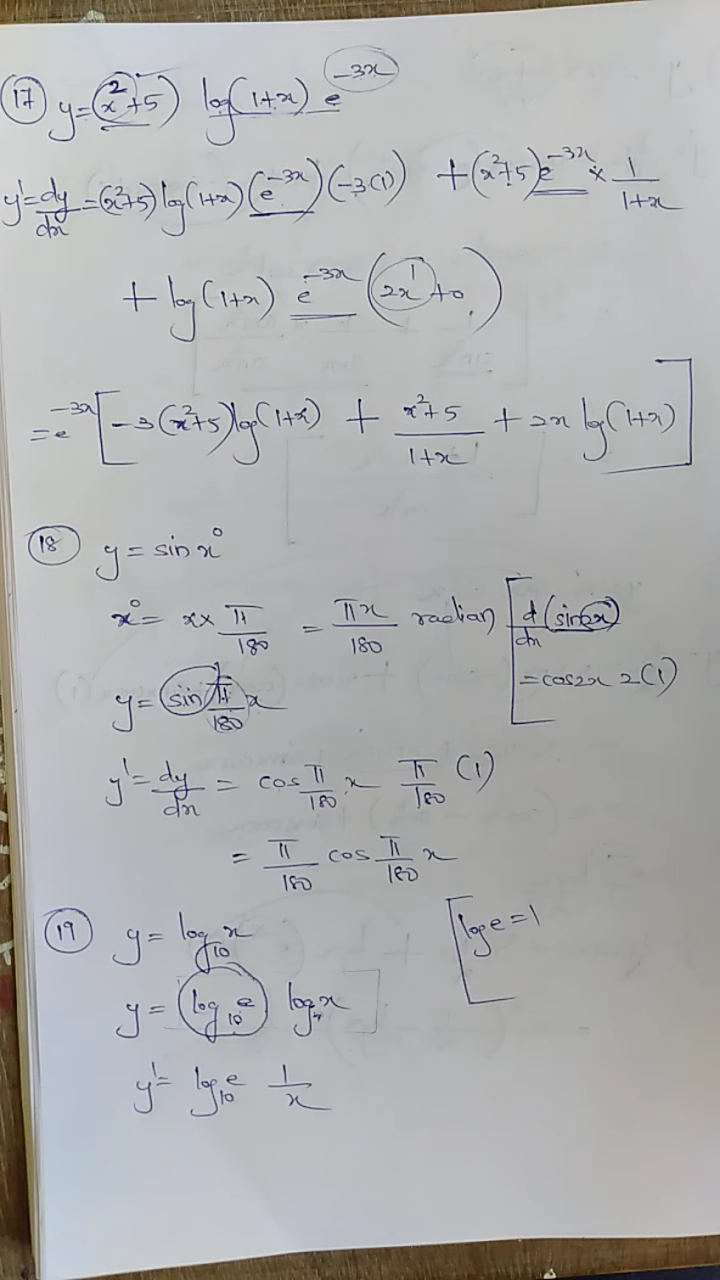 (17) y = (x²+5) log(1+x) e^-3x
y' = dy/dx = (x²+5) log(1+x) (e^-3x) (-3(1)) + (x²+5) e^-3x × 1/(1+x)
+ log(1+x) e^-3x (2x¹+0)
= e^-3x [-3(x²+5) log(1+x) + (x²+5)/(1+x) + 2x log(1+x)]
(18) y = sin x°
x° = x × π/180 = πx/180 radian [d/dx (sin 2x)
= cos2x 2(1)
y = sin π/180 x
y' = dy/dx = cos π/180 x π/180 (1)
= π/180 cos π/180 x
(19) y = log₁₀ x [log e = 1
y = (log₁₀ e) log x
y' = log₁₀ e 1/x